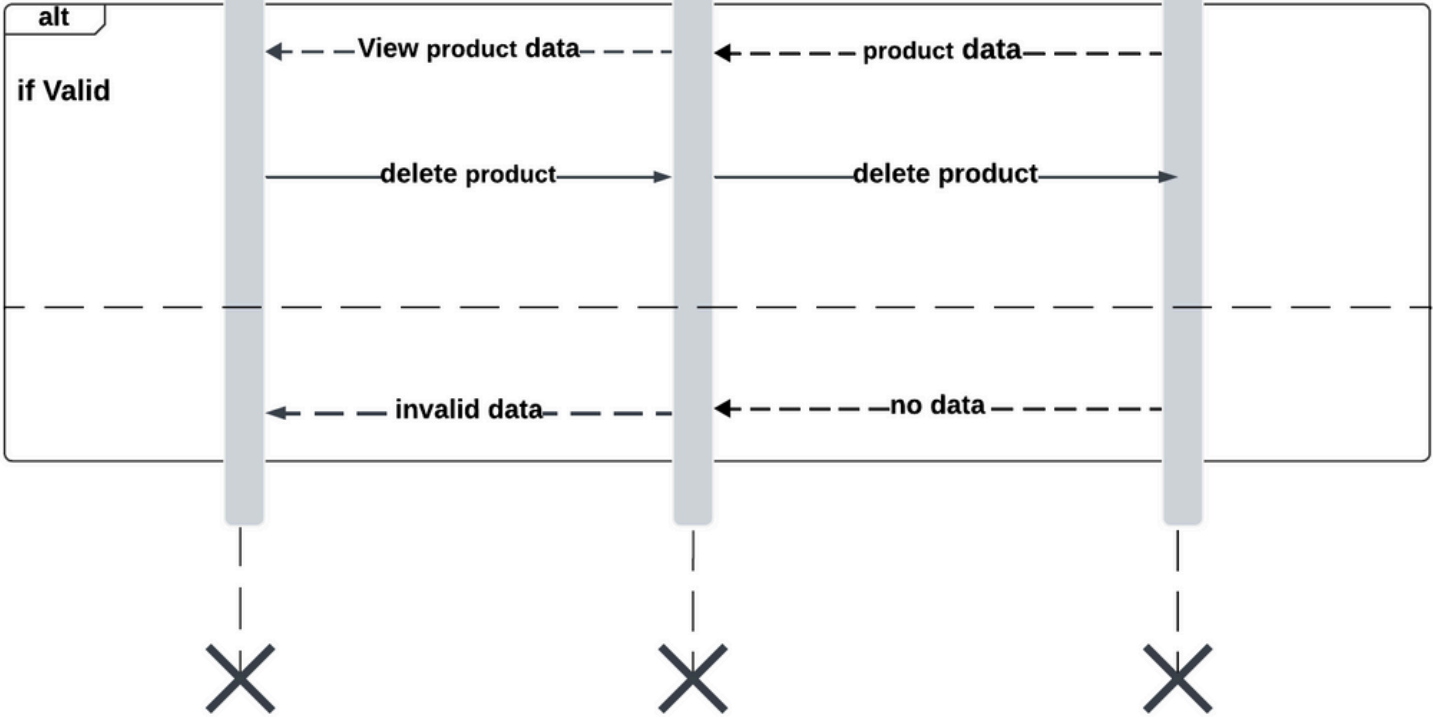 alt
View product data
product data
if Valid
delete product
delete product
invalid data
no data